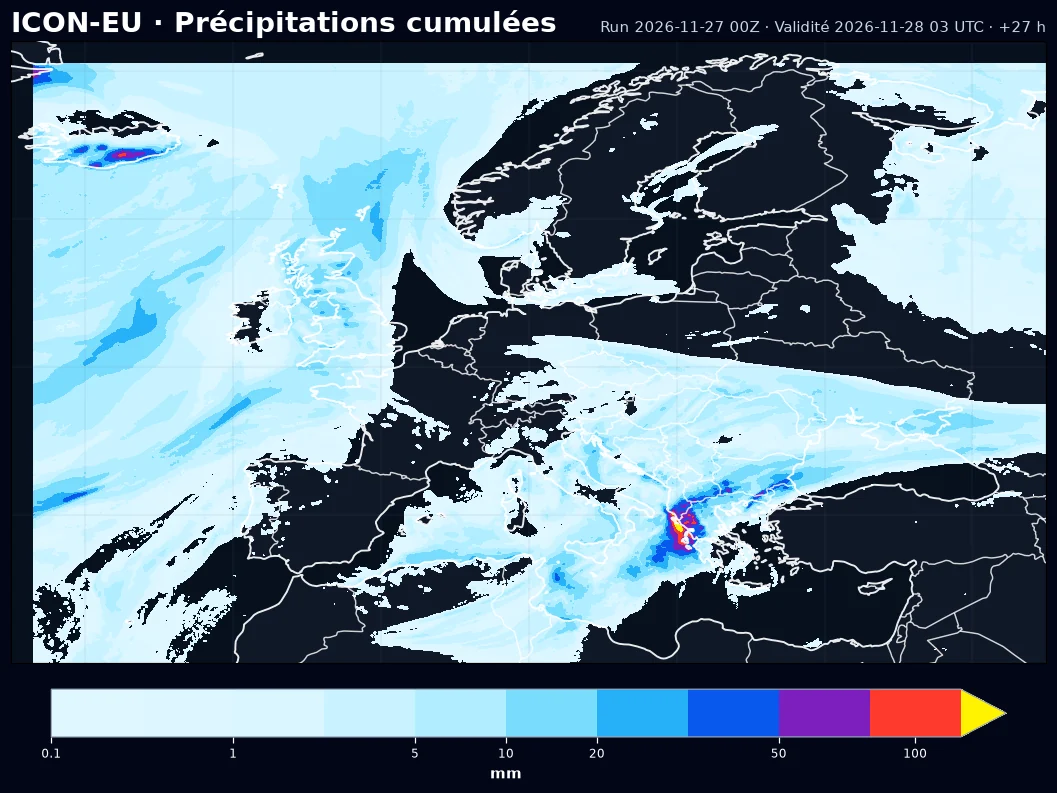 ICON-EU · Précipitations cumulées
Run 2026-11-27 00Z · Validité 2026-11-28 03 UTC · +27 h
0.1 1 5 10 20 50 100
mm